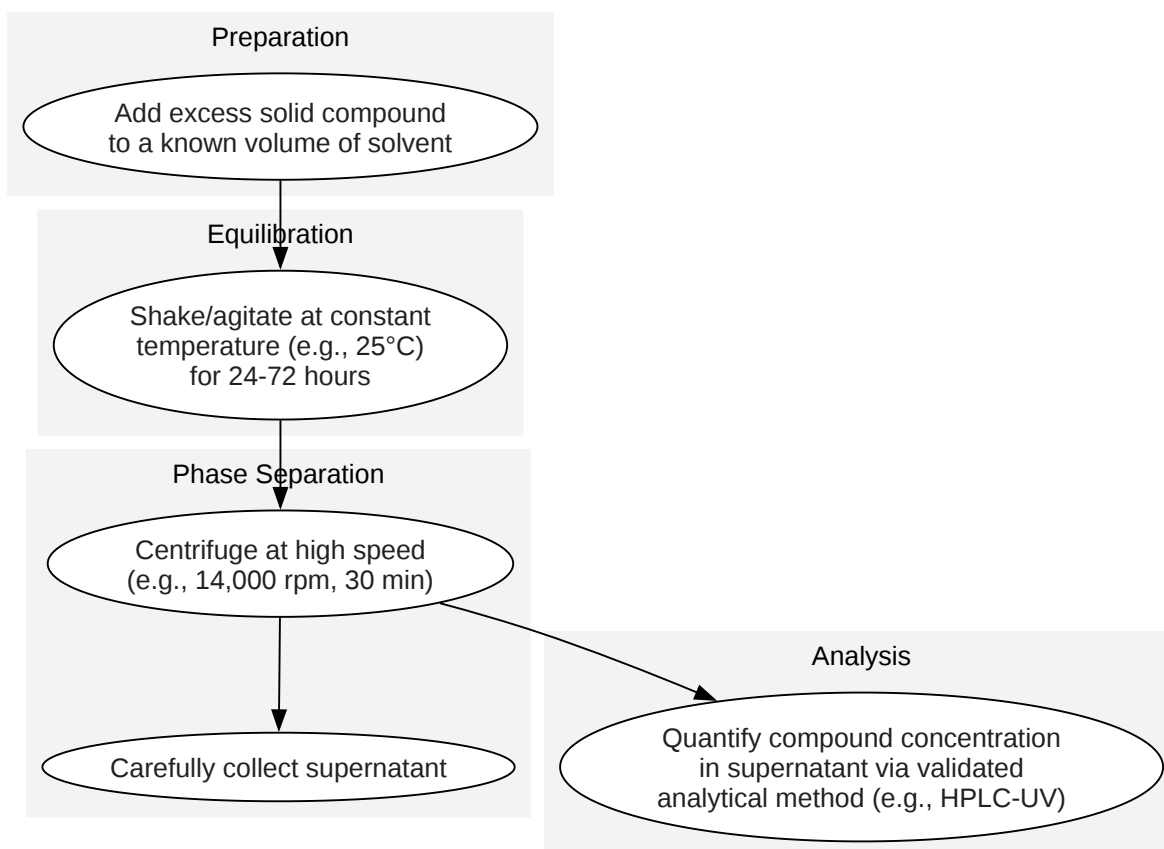 Preparation
Add excess solid compound
to a known volume of solvent
Equilibration
Shake/agitate at constant
temperature (e.g., 25°C)
for 24-72 hours
Phase Separation
Centrifuge at high speed
(e.g., 14,000 rpm, 30 min)
Carefully collect supernatant
Analysis
Quantify compound concentration
in supernatant via validated
analytical method (e.g., HPLC-UV)